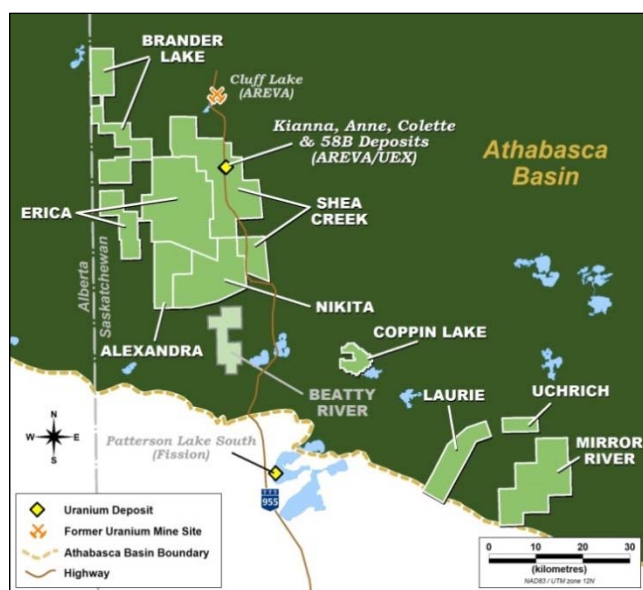 BRANDER
LAKE
Cluff Lake
(AREVA)
Kianna, Anne, Colette
& 58B Deposits
(AREVA/UEX)
Athabasca
Basin
ERICA
SHEA
CREEK
Alberta
Saskatchewan
NIKITA
ALEXANDRA
COPPIN LAKE
BEATTY
RIVER
LAURIE
UCHRICH
MIRROR
RIVER
N
W
E
S
Patterson Lake South
(Fission)
955
Uranium Deposit
Former Uranium Mine Site
Athabasca Basin Boundary
Highway
0 10 20 30
(kilometres)
NAD83 / UTM zone 12N